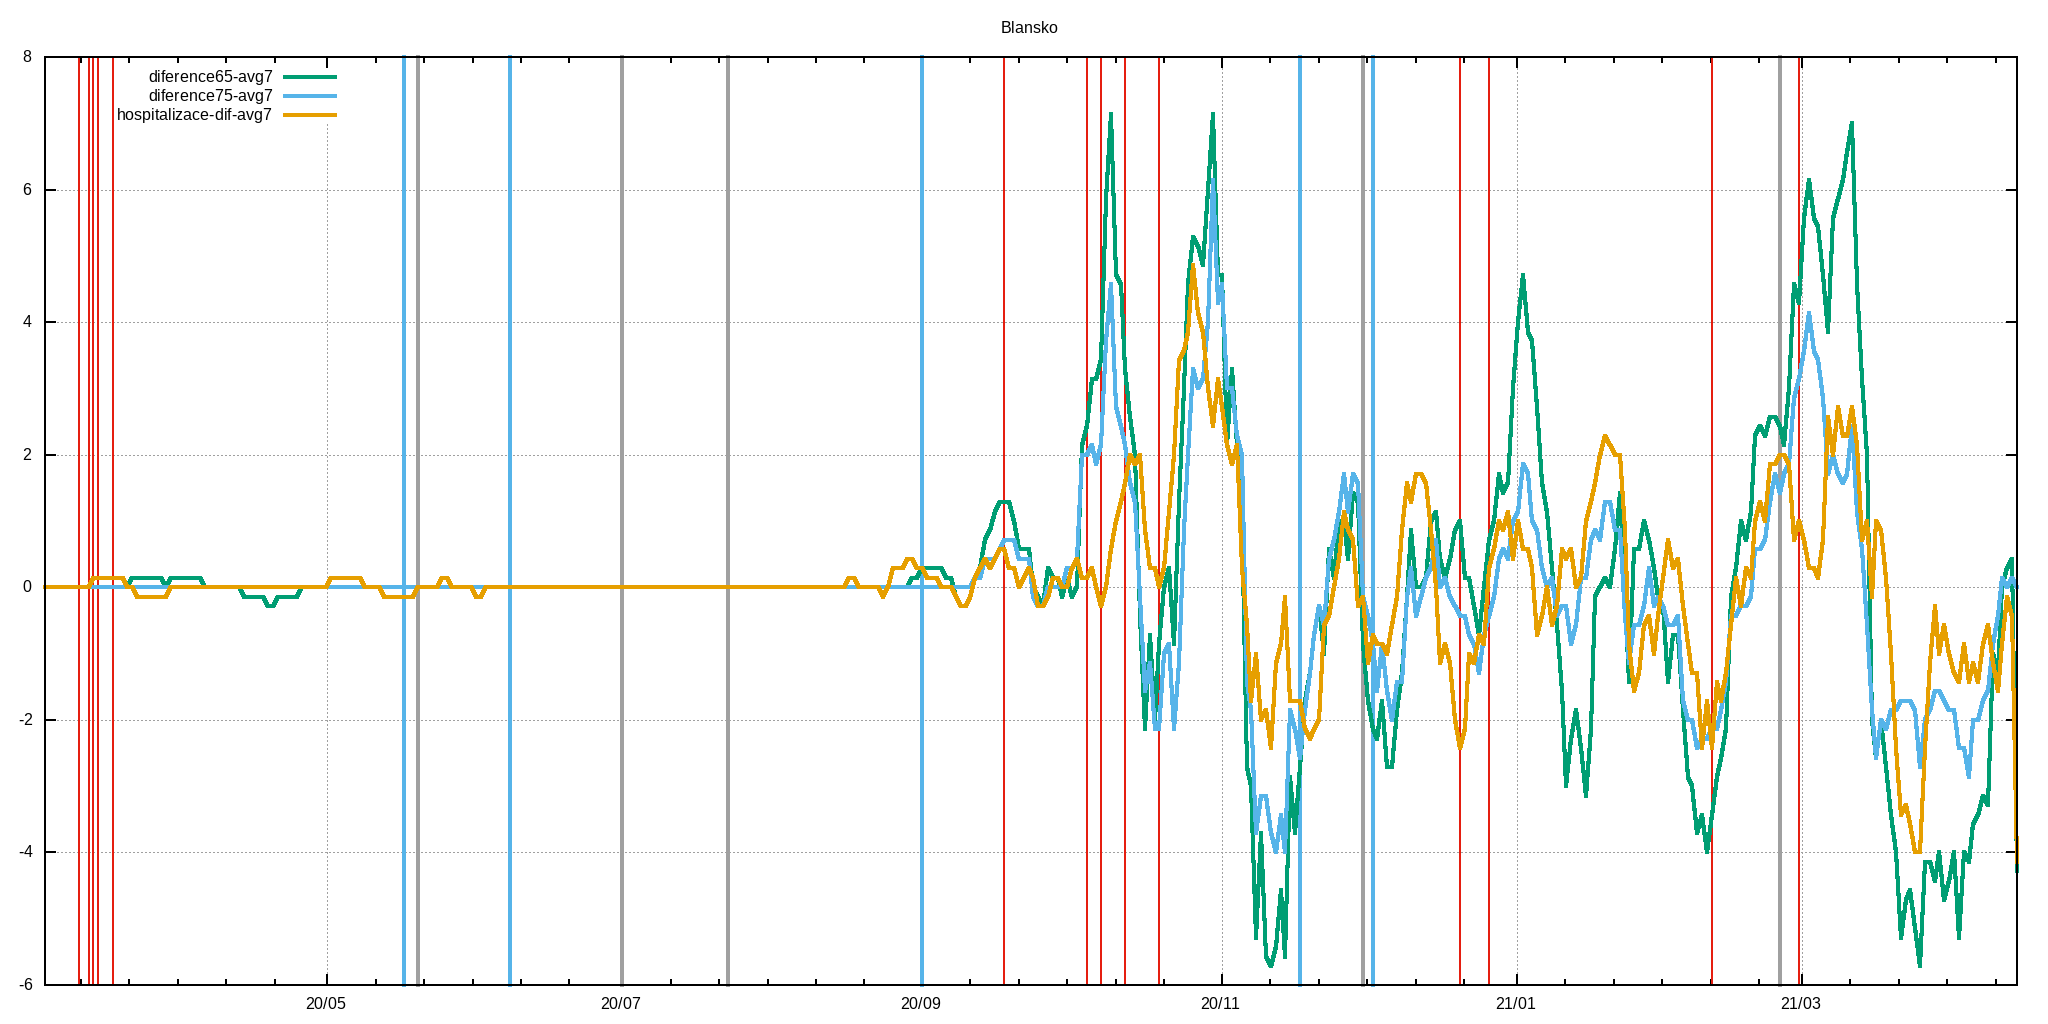 Blansko
8
diference65-avg7
diference75-avg7
hospitalizace-dif-avg7
6
4
2
0
-2
-4
-6
20/05 20/07 20/09 20/11 21/01 21/03